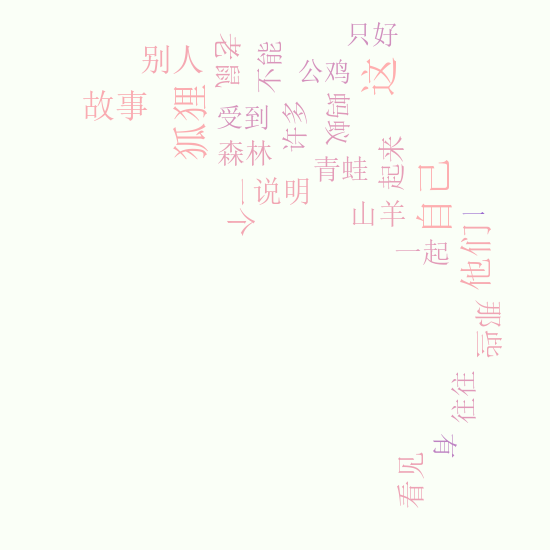 只好
别人
老鼠
不能
公鸡
这
故事
狐狸
受到
许多
蚂蚁
森林
青蛙
起来
一个
说明
山羊
自己
一
一起
他们
那些
往往
有
看见